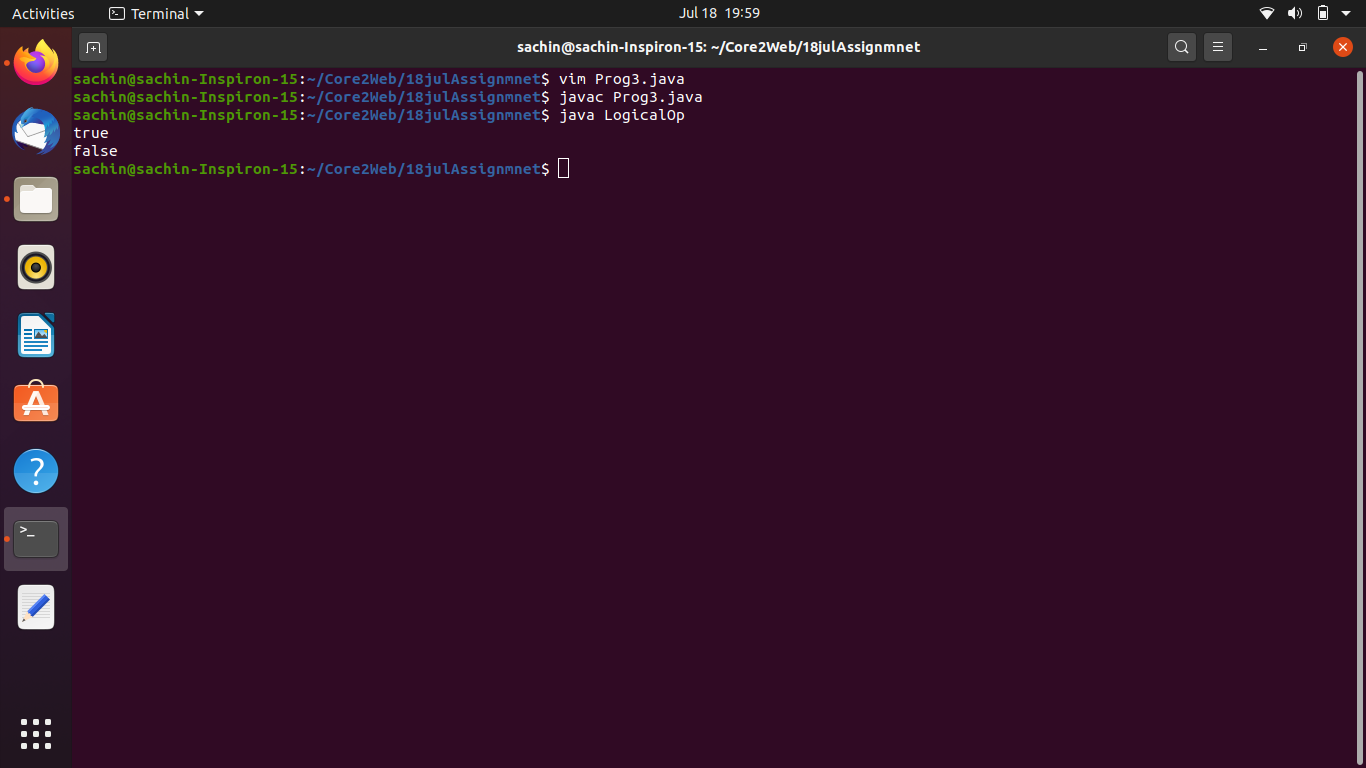 Activities Terminal Jul 18 19:59
sachin@sachin-Inspiron-15: ~/Core2Web/18julAssignmnet
sachin@sachin-Inspiron-15:~/Core2Web/18julAssignmnet$ vim Prog3.java
sachin@sachin-Inspiron-15:~/Core2Web/18julAssignmnet$ javac Prog3.java
sachin@sachin-Inspiron-15:~/Core2Web/18julAssignmnet$ java LogicalOp
true
false
sachin@sachin-Inspiron-15:~/Core2Web/18julAssignmnet$